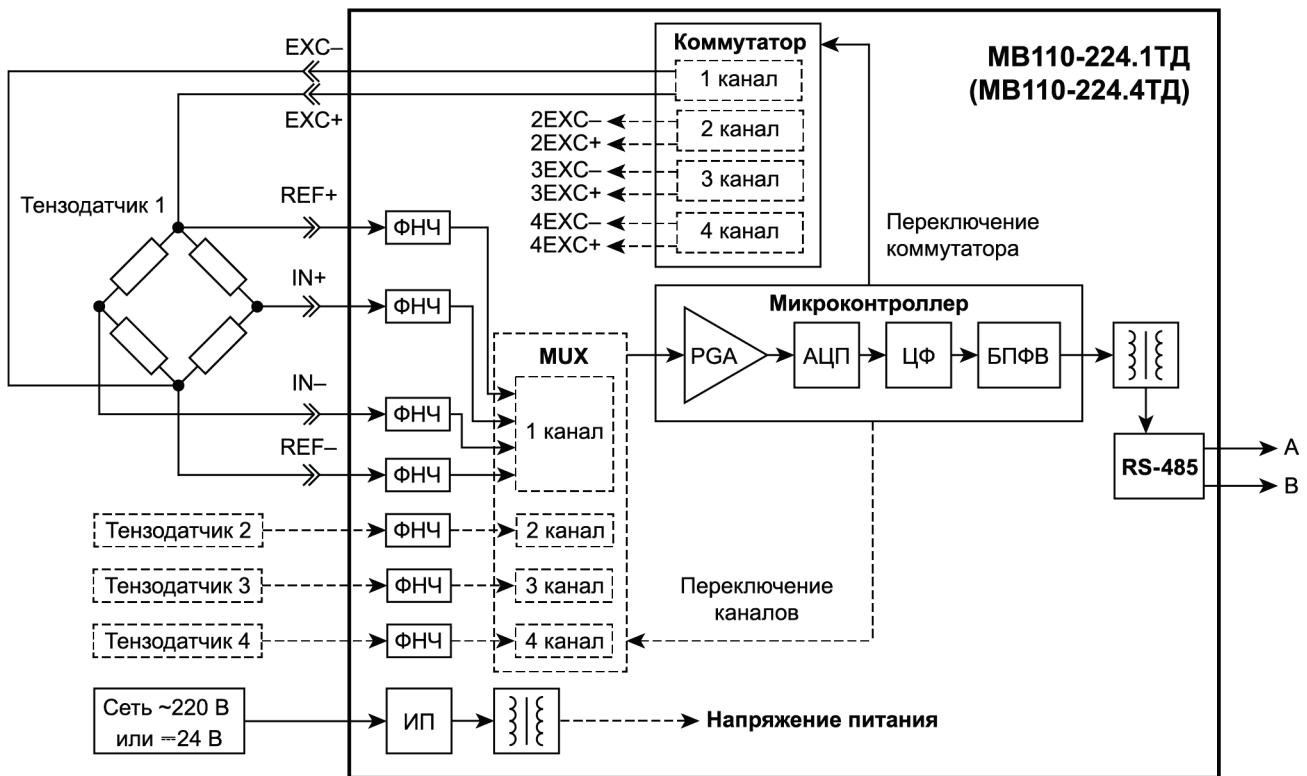 МВ110-224.1ТД
(МВ110-224.4ТД)
Коммутатор
1 канал
2 канал
3 канал
4 канал
EXC–
EXC+
2EXC–
2EXC+
3EXC–
3EXC+
4EXC–
4EXC+
Переключение
коммутатора
Тензодатчик 1
REF+
IN+
IN–
REF–
ФНЧ
ФНЧ
ФНЧ
ФНЧ
MUX
1 канал
Микроконтроллер
PGA
АЦП
ЦФ
БПФВ
RS-485
A
B
Тензодатчик 2
ФНЧ
2 канал
Тензодатчик 3
ФНЧ
3 канал
Тензодатчик 4
ФНЧ
4 канал
Переключение
каналов
Сеть ~220 В
или ⎓24 В
ИП
Напряжение питания